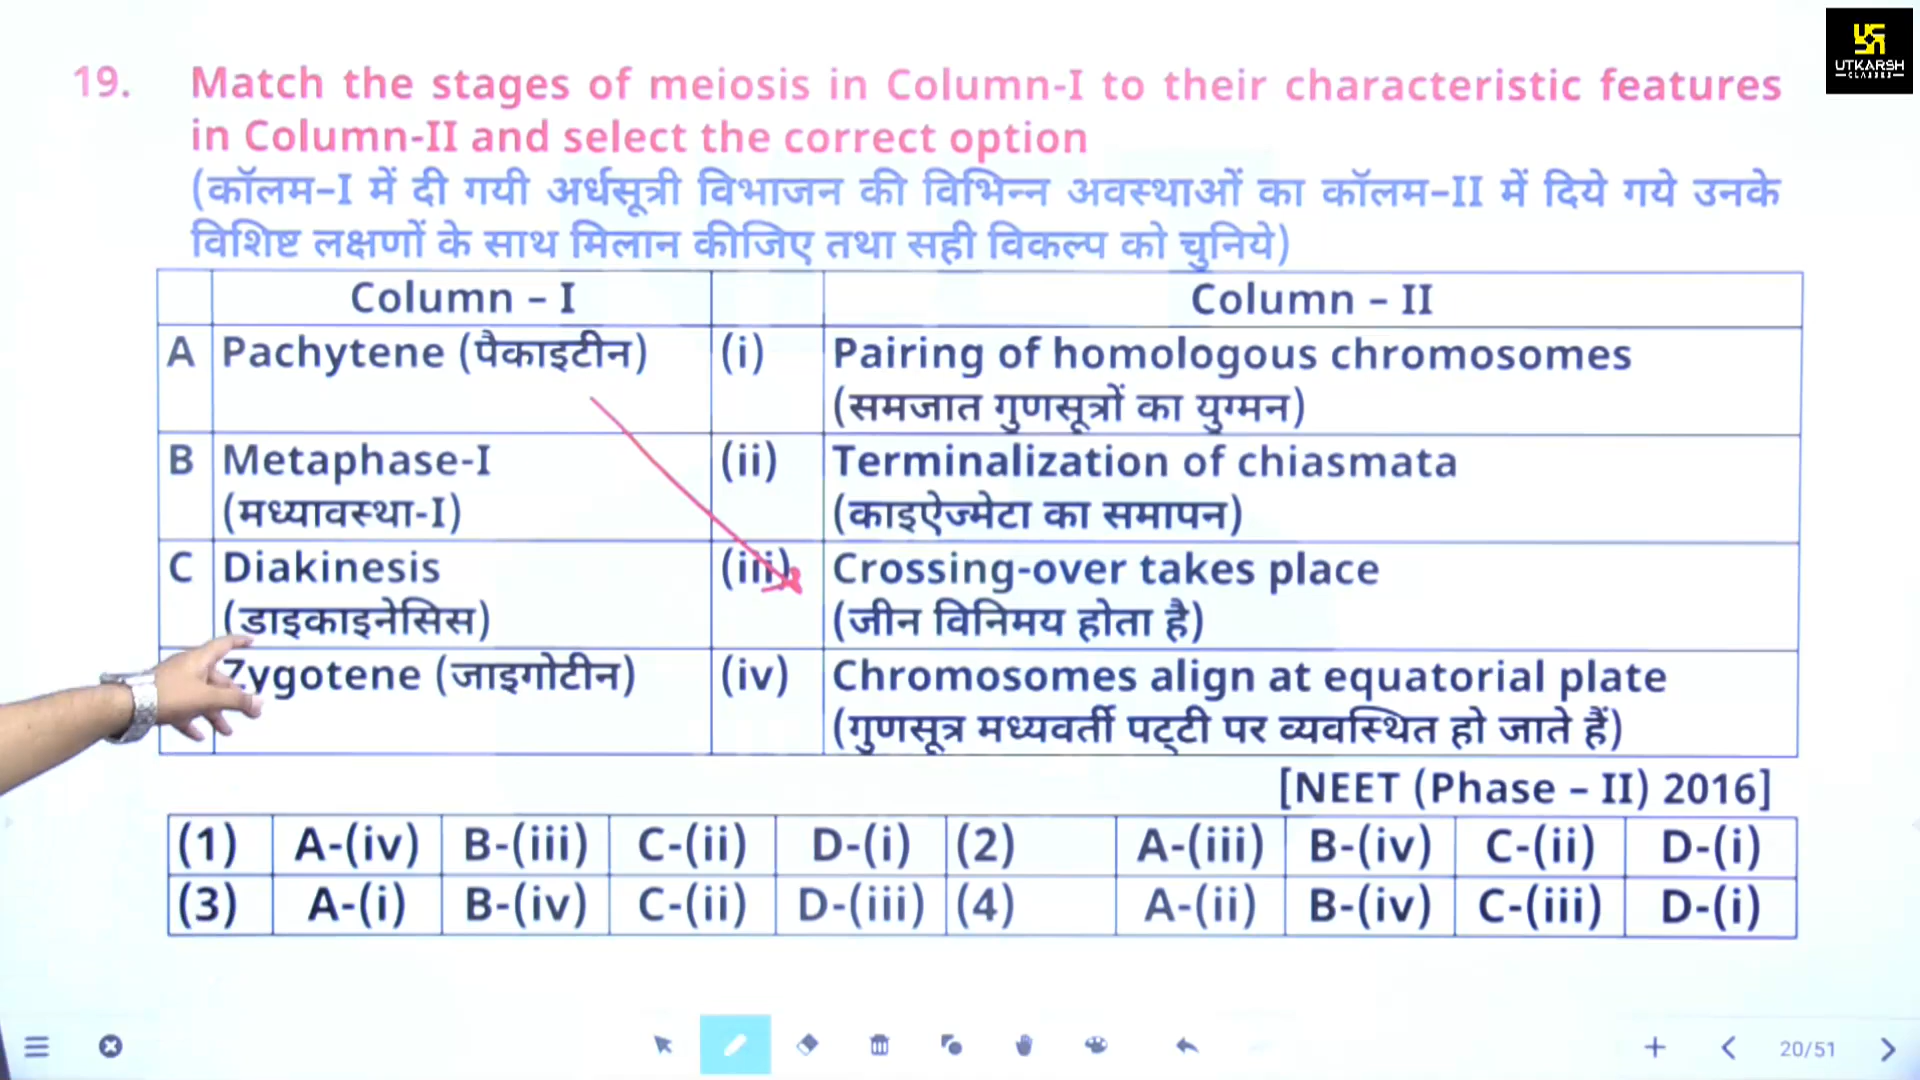 UTKARSH
CLASSES
19. Match the stages of meiosis in Column-I to their characteristic features
in Column-II and select the correct option
(कॉलम–I में दी गयी अर्धसूत्री विभाजन की विभिन्न अवस्थाओं का कॉलम–II में दिये गये उनके
विशिष्ट लक्षणों के साथ मिलान कीजिए तथा सही विकल्प को चुनिये)
Column – I Column – II
A Pachytene (पैकाइटीन) (i) Pairing of homologous chromosomes
(समजात गुणसूत्रों का युग्मन)
B Metaphase-I (ii) Terminalization of chiasmata
(मध्यावस्था-I) (काइऐज्मेटा का समापन)
C Diakinesis (iii) Crossing-over takes place
(डाइकाइनेसिस) (जीन विनिमय होता है)
Zygotene (जाइगोटीन) (iv) Chromosomes align at equatorial plate
(गुणसूत्र मध्यवर्ती पट्टी पर व्यवस्थित हो जाते हैं)
[NEET (Phase – II) 2016]
(1) A-(iv) B-(iii) C-(ii) D-(i) (2) A-(iii) B-(iv) C-(ii) D-(i)
(3) A-(i) B-(iv) C-(ii) D-(iii) (4) A-(ii) B-(iv) C-(iii) D-(i)
20/51